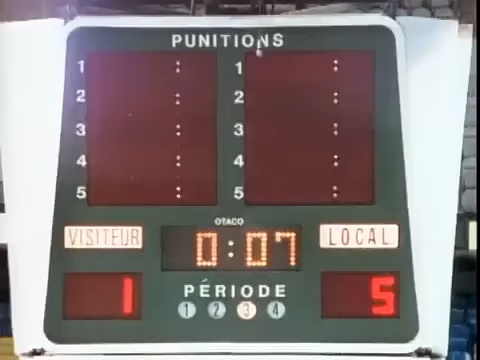 PUNITIONS
1 : 1 :
2 : 2 :
3 : 3 :
4 : 4 :
5 : 5 :
OTACO
VISITEUR 0:07 LOCAL
1 PÉRIODE 5
1 2 3 4